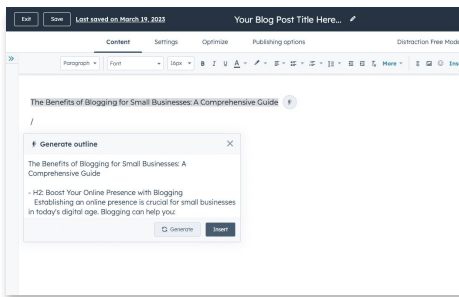 Exit Save Last saved on March 19, 2023 Your Blog Post Title Here...
Content Settings Optimize Publishing options Distraction Free Mode
Paragraph Font 16px B I U A More Ins
The Benefits of Blogging for Small Businesses: A Comprehensive Guide
/
Generate outline
The Benefits of Blogging for Small Businesses: A
Comprehensive Guide
- H2: Boost Your Online Presence with Blogging
Establishing an online presence is crucial for small businesses
in today's digital age. Blogging can help you:
Generate Insert